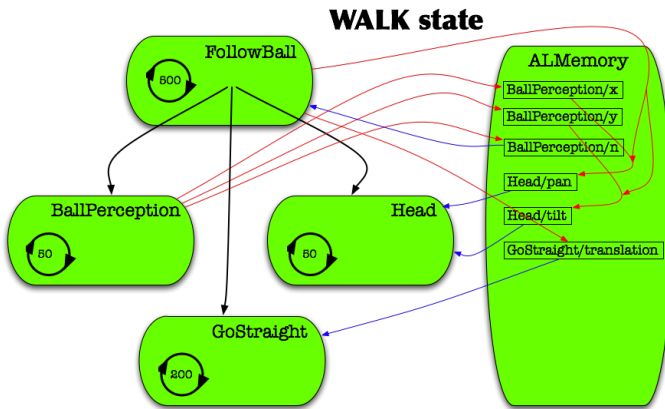 WALK state
FollowBall
500
ALMemory
BallPerception/x
BallPerception/y
BallPerception/n
Head/pan
Head/tilt
GoStraight/translation
BallPerception
50
Head
50
GoStraight
200